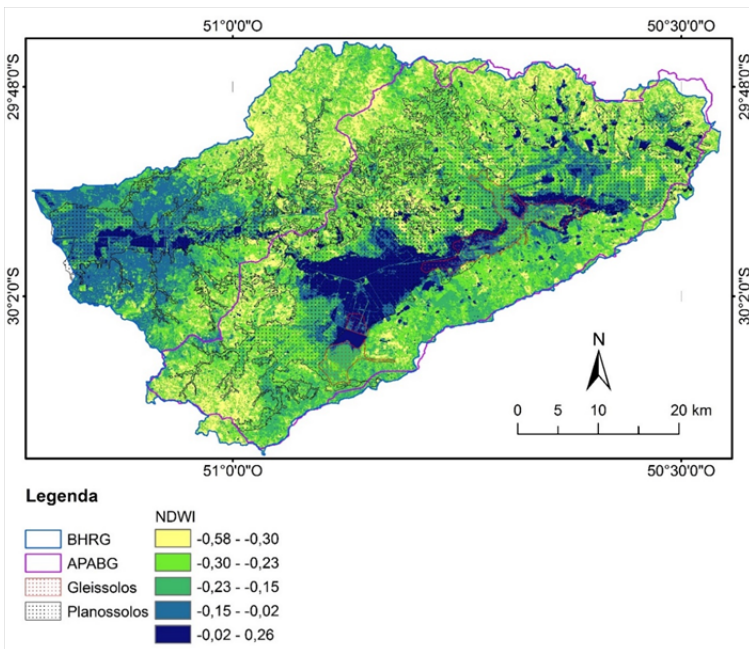 51°0'0"O 50°30'0"O
29°48'0"S 29°48'0"S
30°2'0"S 30°2'0"S
N
0 5 10 20 km
51°0'0"O 50°30'0"O
Legenda
NDWI
BHRG -0,58 - -0,30
APABG -0,30 - -0,23
Gleissolos -0,23 - -0,15
Planossolos -0,15 - -0,02
-0,02 - 0,26